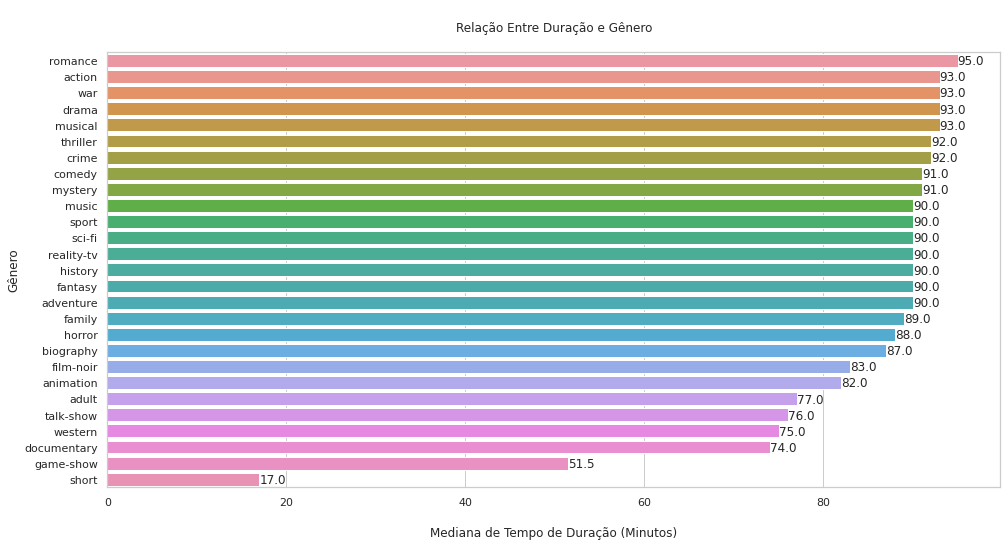 Relação Entre Duração e Gênero
Gênero
romance 95.0
action 93.0
war 93.0
drama 93.0
musical 93.0
thriller 92.0
crime 92.0
comedy 91.0
mystery 91.0
music 90.0
sport 90.0
sci-fi 90.0
reality-tv 90.0
history 90.0
fantasy 90.0
adventure 90.0
family 89.0
horror 88.0
biography 87.0
film-noir 83.0
animation 82.0
adult 77.0
talk-show 76.0
western 75.0
documentary 74.0
game-show 51.5
short 17.0
0 20 40 60 80
Mediana de Tempo de Duração (Minutos)